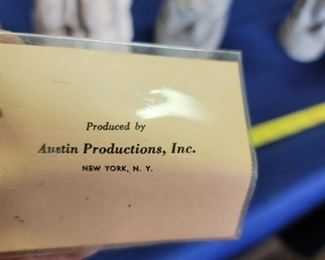 Produced by
Austin Productions, Inc.
NEW YORK, N. Y.